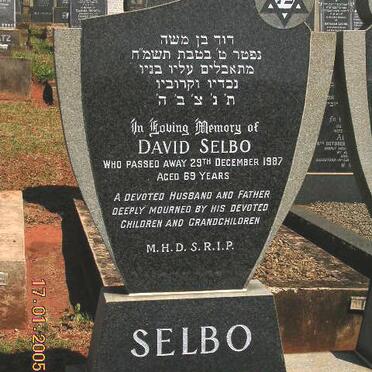 דוד בן משה
נפטר ט׳ בטבת תשמ״ח
מתאבלים עליו בניו
נכדיו וקרוביו
ת׳ נ׳ צ׳ ב׳ ה׳
In Loving Memory of
DAVID SELBO
WHO PASSED AWAY 29TH DECEMBER 1987
AGED 69 YEARS
A DEVOTED HUSBAND AND FATHER
DEEPLY MOURNED BY HIS DEVOTED
CHILDREN AND GRANDCHILDREN
M.H.D.S.R.I.P.
SELBO
17.01.2005